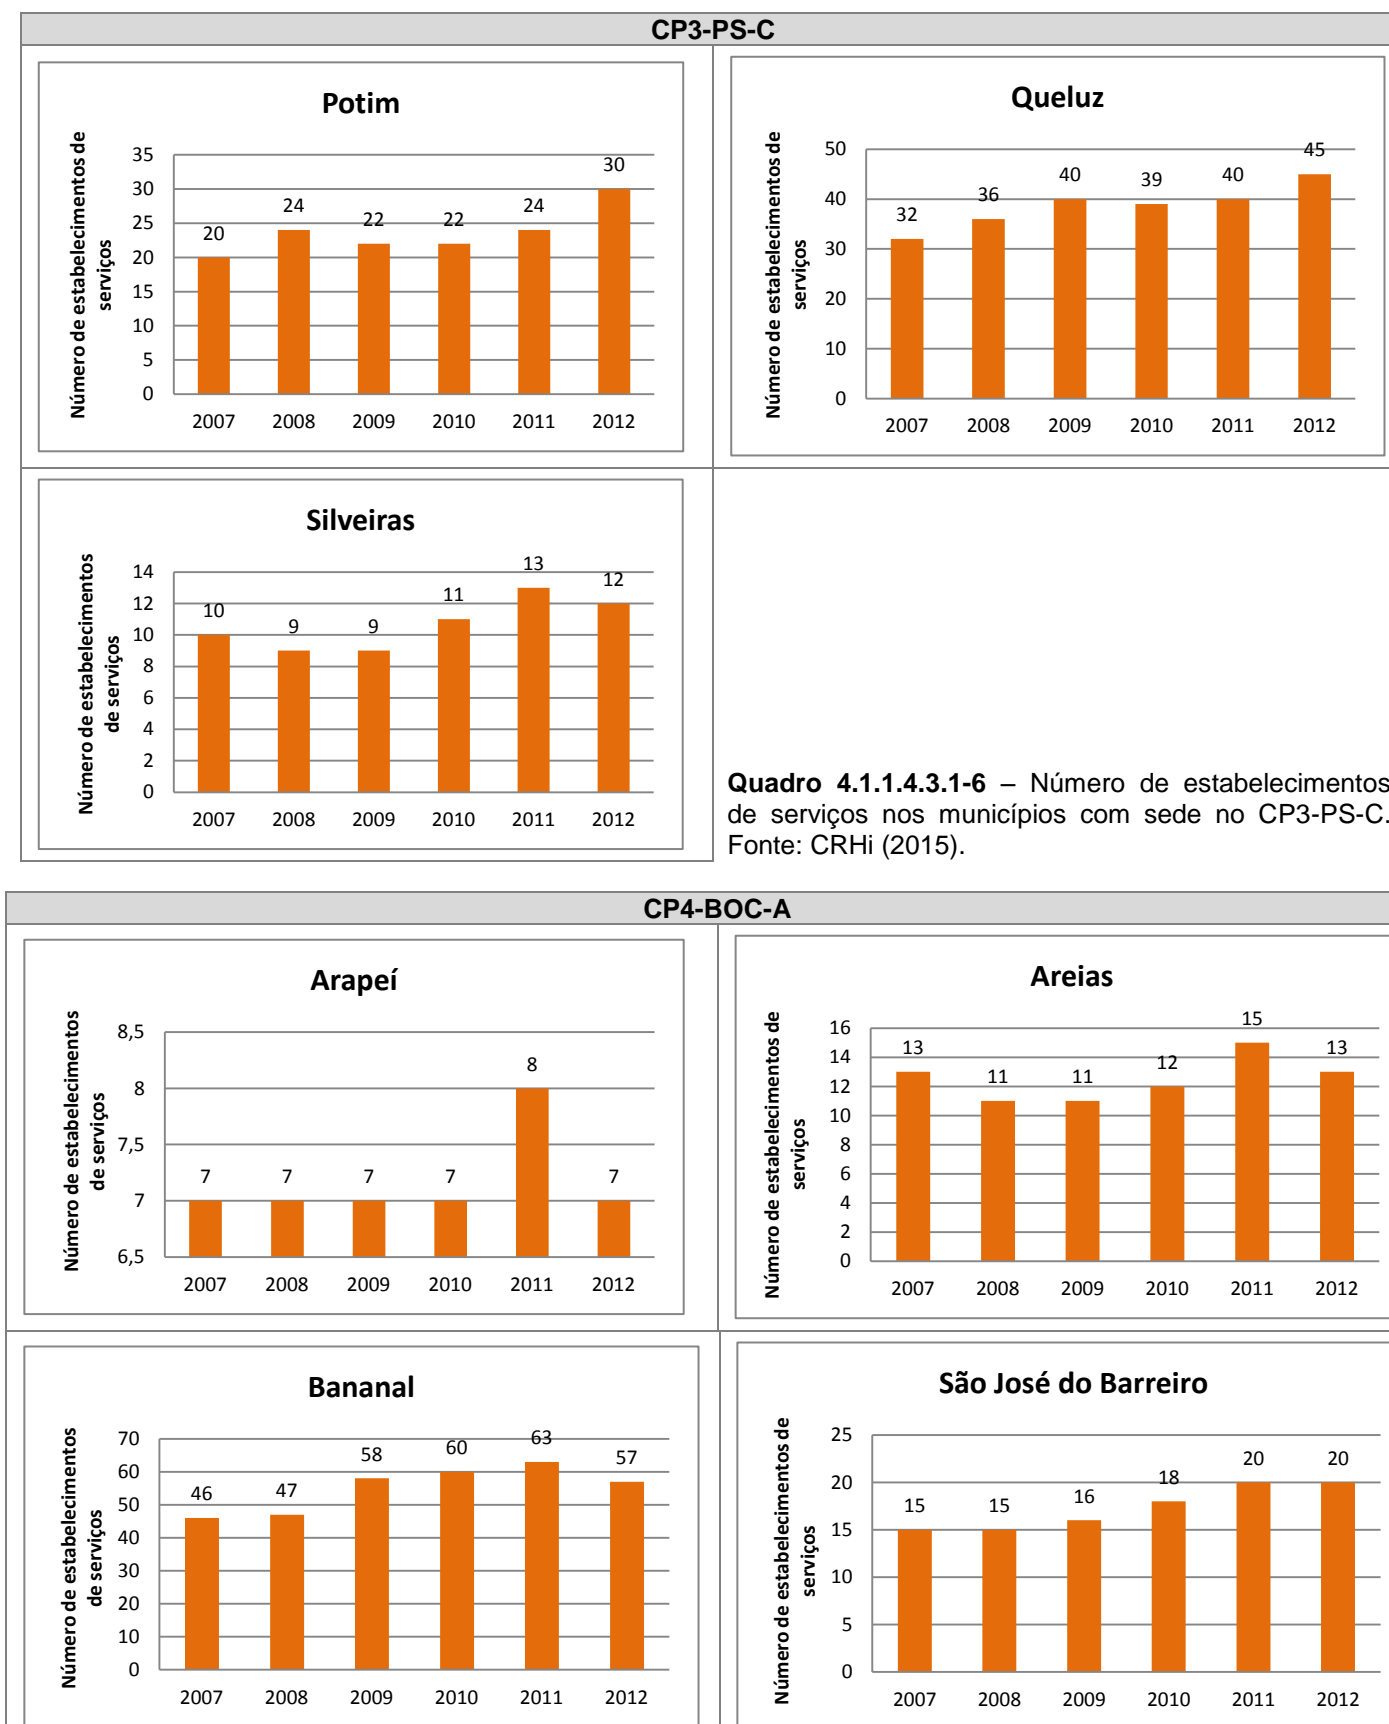 CP3-PS-C
Potim
Número de estabelecimentos de
serviços
35
30
25
20
15
10
5
0
20
24
22
22
24
30
2007 2008 2009 2010 2011 2012
Queluz
Número de estabelecimentos de
serviços
50
40
30
20
10
0
32
36
40
39
40
45
2007 2008 2009 2010 2011 2012
Silveiras
Número de estabelecimentos
de serviços
14
12
10
8
6
4
2
0
10
9
9
11
13
12
2007 2008 2009 2010 2011 2012
Quadro 4.1.1.4.3.1-6 – Número de estabelecimentos
de serviços nos municípios com sede no CP3-PS-C.
Fonte: CRHi (2015).
CP4-BOC-A
Arapeí
Número de estabelecimentos
de serviços
8,5
8
7,5
7
6,5
7
7
7
7
8
7
2007 2008 2009 2010 2011 2012
Areias
Número de estabelecimentos de
serviços
16
14
12
10
8
6
4
2
0
13
11
11
12
15
13
2007 2008 2009 2010 2011 2012
Bananal
Número de estabelecimentos
de serviços
70
60
50
40
30
20
10
0
46
47
58
60
63
57
2007 2008 2009 2010 2011 2012
São José do Barreiro
Número de estabelecimentos de
serviços
25
20
15
10
5
0
15
15
16
18
20
20
2007 2008 2009 2010 2011 2012